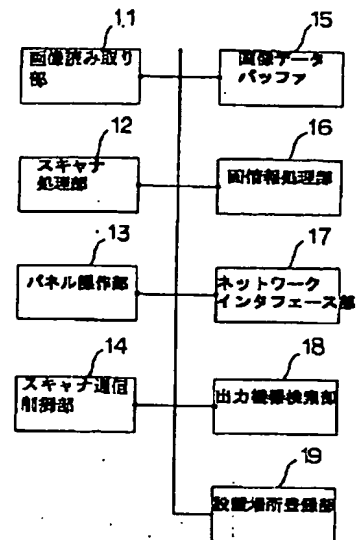 11
画像読み取り
部
15
画像データ
バッファ
12
スキャナ
処理部
16
画情報処理部
13
パネル操作部
17
ネットワーク
インタフェース部
14
スキャナ通信
制御部
18
出力機器検索部
19
設置場所登録部